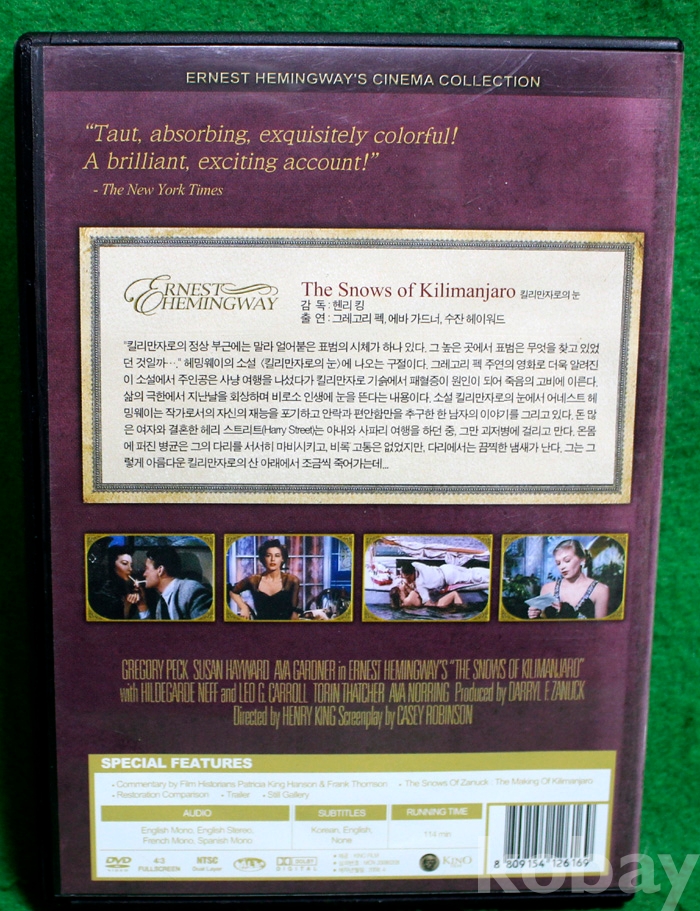 ERNEST HEMINGWAY'S CINEMA COLLECTION
“Taut, absorbing, exquisitely colorful!
A brilliant, exciting account!”
- The New York Times
ERNEST HEMINGWAY
The Snows of Kilimanjaro 킬리만자로의 눈
감 독 : 헨리 킹
출 연 : 그레고리 펙, 에바 가드너, 수잔 헤이워드
"킬리만자로의 정상 부근에는 말라 얼어붙은 표범의 시체가 하나 있다. 그 높은 곳에서 표범은 무엇을 찾고 있었
던 것일까…." 헤밍웨이의 소설 〈킬리만자로의 눈〉에 나오는 구절이다. 그레고리 펙 주연의 영화로 더욱 알려진
이 소설에서 주인공은 사냥 여행을 나섰다가 킬리만자로 기슭에서 패혈증이 원인이 되어 죽음의 고비에 이른다.
삶의 극한에서 지난날을 회상하며 비로소 인생에 눈을 뜬다는 내용이다. 소설 킬리만자로의 눈에서 어네스트 헤
밍웨이는 작가로서의 자신의 재능을 포기하고 안락과 편안함만을 추구한 한 남자의 이야기를 그리고 있다. 돈 많
은 여자와 결혼한 헤리 스트리트(Harry Street)는 아내와 사파리 여행을 하던 중, 그만 괴저병에 걸리고 만다. 온몸
에 퍼진 병균은 그의 다리를 서서히 마비시키고, 비록 고통은 없었지만, 다리에서는 끔찍한 냄새가 난다. 그는 그
렇게 아름다운 킬리만자로의 산 아래에서 조금씩 죽어가는데...
GREGORY PECK SUSAN HAYWARD AVA GARDNER in ERNEST HEMINGWAY'S "THE SNOWS OF KILIMANJARO"
with HILDEGARDE NEFF and LEO G. CARROLL TORIN THATCHER AVA NORRING Produced by DARRYL F. ZANUCK
Directed by HENRY KING Screenplay by CASEY ROBINSON
SPECIAL FEATURES
- Commentary by Film Historians Patricia King Hanson & Frank Thomson - The Snows Of Zanuck : The Making Of Kilimanjaro
- Restoration Comparison - Trailer - Still Gallery
AUDIO SUBTITLES RUNNING TIME
English Mono, English Stereo,
French Mono, Spanish Mono.
Korean, English,
None.
114 min
DVD VIDEO
4:3 FULLSCREEN
NTSC Dual Layer
ALL
DOLBY DIGITAL
KINO
8 809154 126169
kobay